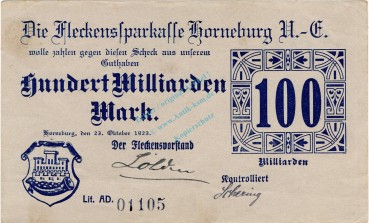 Die Fleckensparkasse Horneburg U.-E.
wolle zahlen gegen diesen Scheck aus unserem
Guthaben
Hundert Milliarden
Mark.
100
Milliarden
Horneburg, den 22. Oktober 1923.
Der Fleckensvorstand
Kontrolliert
Lit. AD. 01105